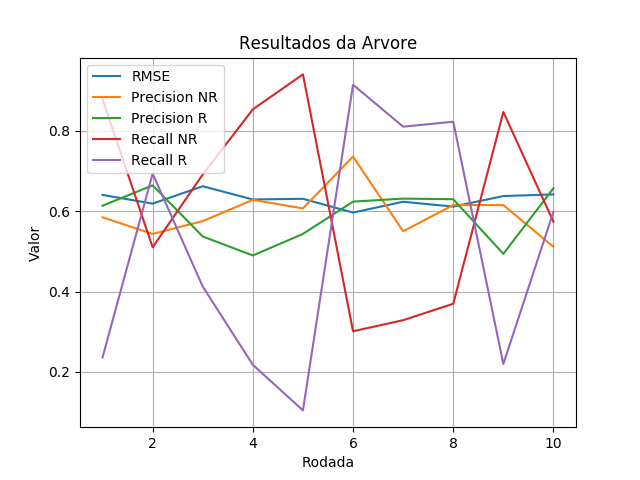 Resultados da Arvore
RMSE
Precision NR
Precision R
Recall NR
Recall R
Valor
0.8
0.6
0.4
0.2
2
4
6
8
10
Rodada